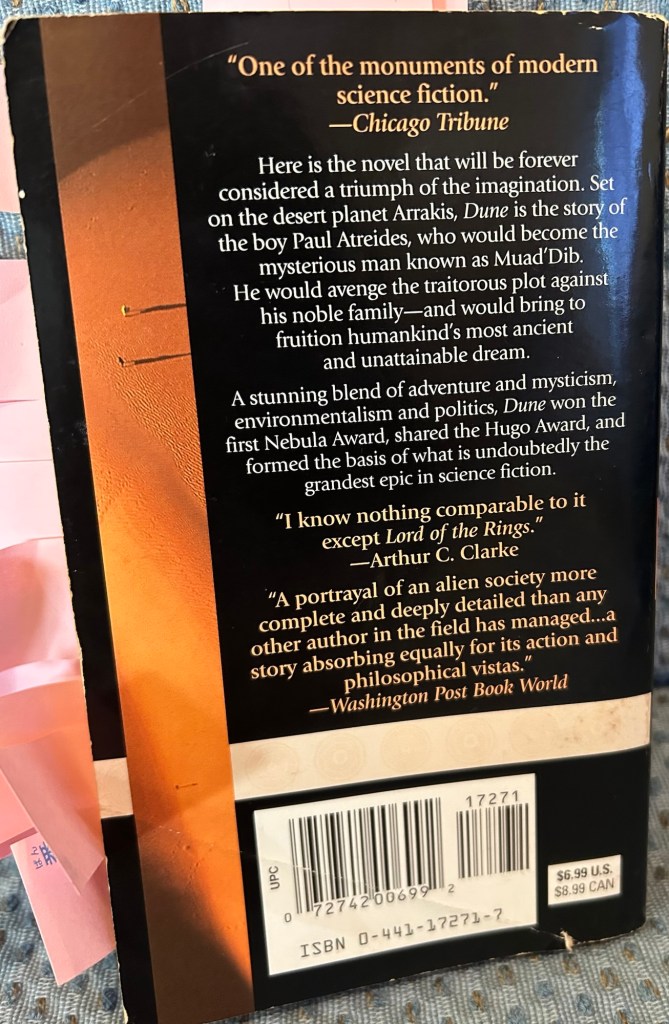 “One of the monuments of modern
science fiction.”
—Chicago Tribune
Here is the novel that will be forever
considered a triumph of the imagination. Set
on the desert planet Arrakis, Dune is the story of
the boy Paul Atreides, who would become the
mysterious man known as Muad’Dib.
He would avenge the traitorous plot against
his noble family—and would bring to
fruition humankind’s most ancient
and unattainable dream.
A stunning blend of adventure and mysticism,
environmentalism and politics, Dune won the
first Nebula Award, shared the Hugo Award, and
formed the basis of what is undoubtedly the
grandest epic in science fiction.
“I know nothing comparable to it
except Lord of the Rings.”
—Arthur C. Clarke
“A portrayal of an alien society more
complete and deeply detailed than any
other author in the field has managed...a
story absorbing equally for its action and
philosophical vistas.”
—Washington Post Book World
17271
UPC
0 72742 00699 2
ISBN 0-441-17271-7
$6.99 U.S.
$8.99 CAN